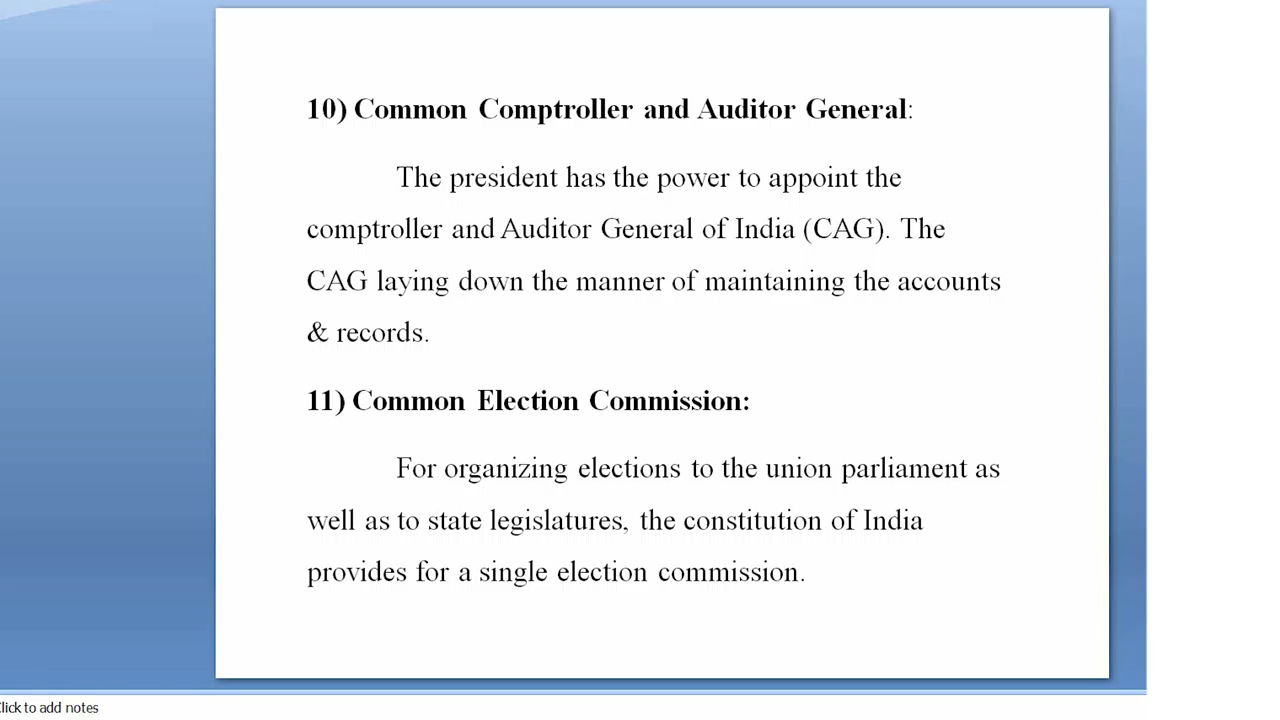 10) Common Comptroller and Auditor General:
The president has the power to appoint the
comptroller and Auditor General of India (CAG). The
CAG laying down the manner of maintaining the accounts
& records.
11) Common Election Commission:
For organizing elections to the union parliament as
well as to state legislatures, the constitution of India
provides for a single election commission.
lick to add notes